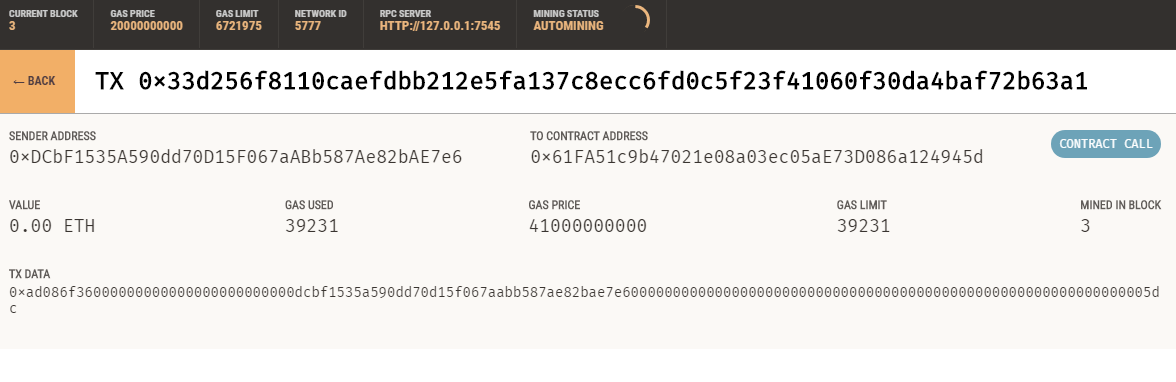 CURRENT BLOCK
3
GAS PRICE
20000000000
GAS LIMIT
6721975
NETWORK ID
5777
RPC SERVER
HTTP://127.0.0.1:7545
MINING STATUS
AUTOMINING
← BACK
TX 0×33d256f8110caefdbb212e5fa137c8ecc6fd0c5f23f41060f30da4baf72b63a1
SENDER ADDRESS
0×DCbF1535A590dd70D15F067aABb587Ae82bAE7e6
TO CONTRACT ADDRESS
0×61FA51c9b47021e08a03ec05aE73D086a124945d
CONTRACT CALL
VALUE
0.00 ETH
GAS USED
39231
GAS PRICE
41000000000
GAS LIMIT
39231
MINED IN BLOCK
3
TX DATA
0×ad086f36000000000000000000000000dcbf1535a590dd70d15f067aabb587ae82bae7e600000000000000000000000000000000000000000000000000000000000005d
c